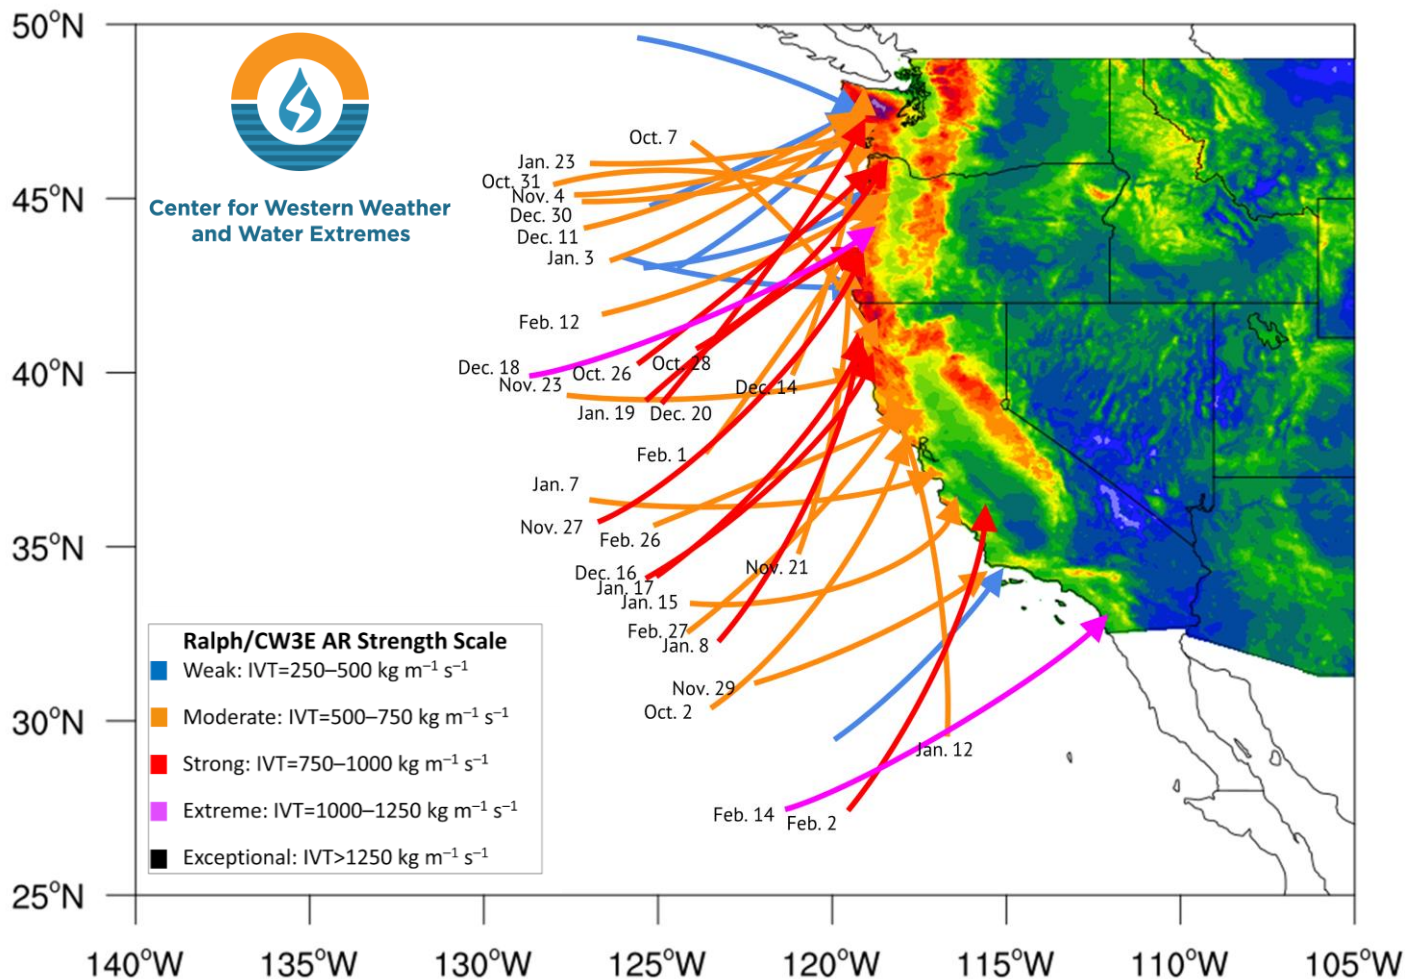 50°N
45°N
40°N
35°N
30°N
25°N
Center for Western Weather
and Water Extremes
Oct. 7
Jan. 23
Oct. 31
Nov. 4
Dec. 30
Dec. 11
Jan. 3
Feb. 12
Dec. 18
Nov. 23
Oct. 26
Oct. 28
Dec. 14
Jan. 19
Dec. 20
Feb. 1
Jan. 7
Nov. 27
Feb. 26
Dec. 16
Nov. 21
Jan. 17
Jan. 15
Feb. 27
Jan. 8
Nov. 29
Oct. 2
Jan. 12
Feb. 14
Feb. 2
Ralph/CW3E AR Strength Scale
Weak: IVT=250–500 kg m⁻¹ s⁻¹
Moderate: IVT=500–750 kg m⁻¹ s⁻¹
Strong: IVT=750–1000 kg m⁻¹ s⁻¹
Extreme: IVT=1000–1250 kg m⁻¹ s⁻¹
Exceptional: IVT>1250 kg m⁻¹ s⁻¹
140°W 135°W 130°W 125°W 120°W 115°W 110°W 105°W